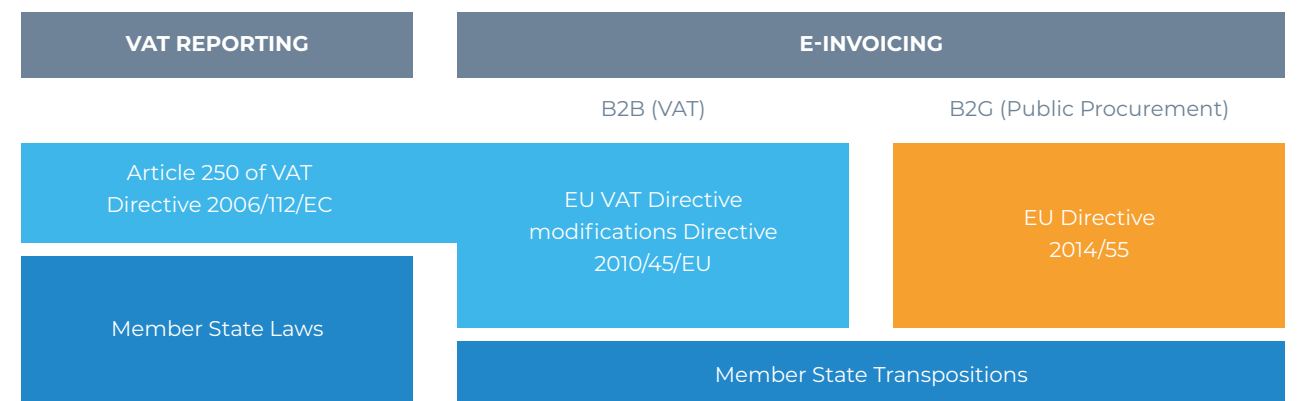 VAT REPORTING
E-INVOICING
B2B (VAT)
B2G (Public Procurement)
Article 250 of VAT
Directive 2006/112/EC
EU VAT Directive
modifications Directive
2010/45/EU
EU Directive
2014/55
Member State Laws
Member State Transpositions